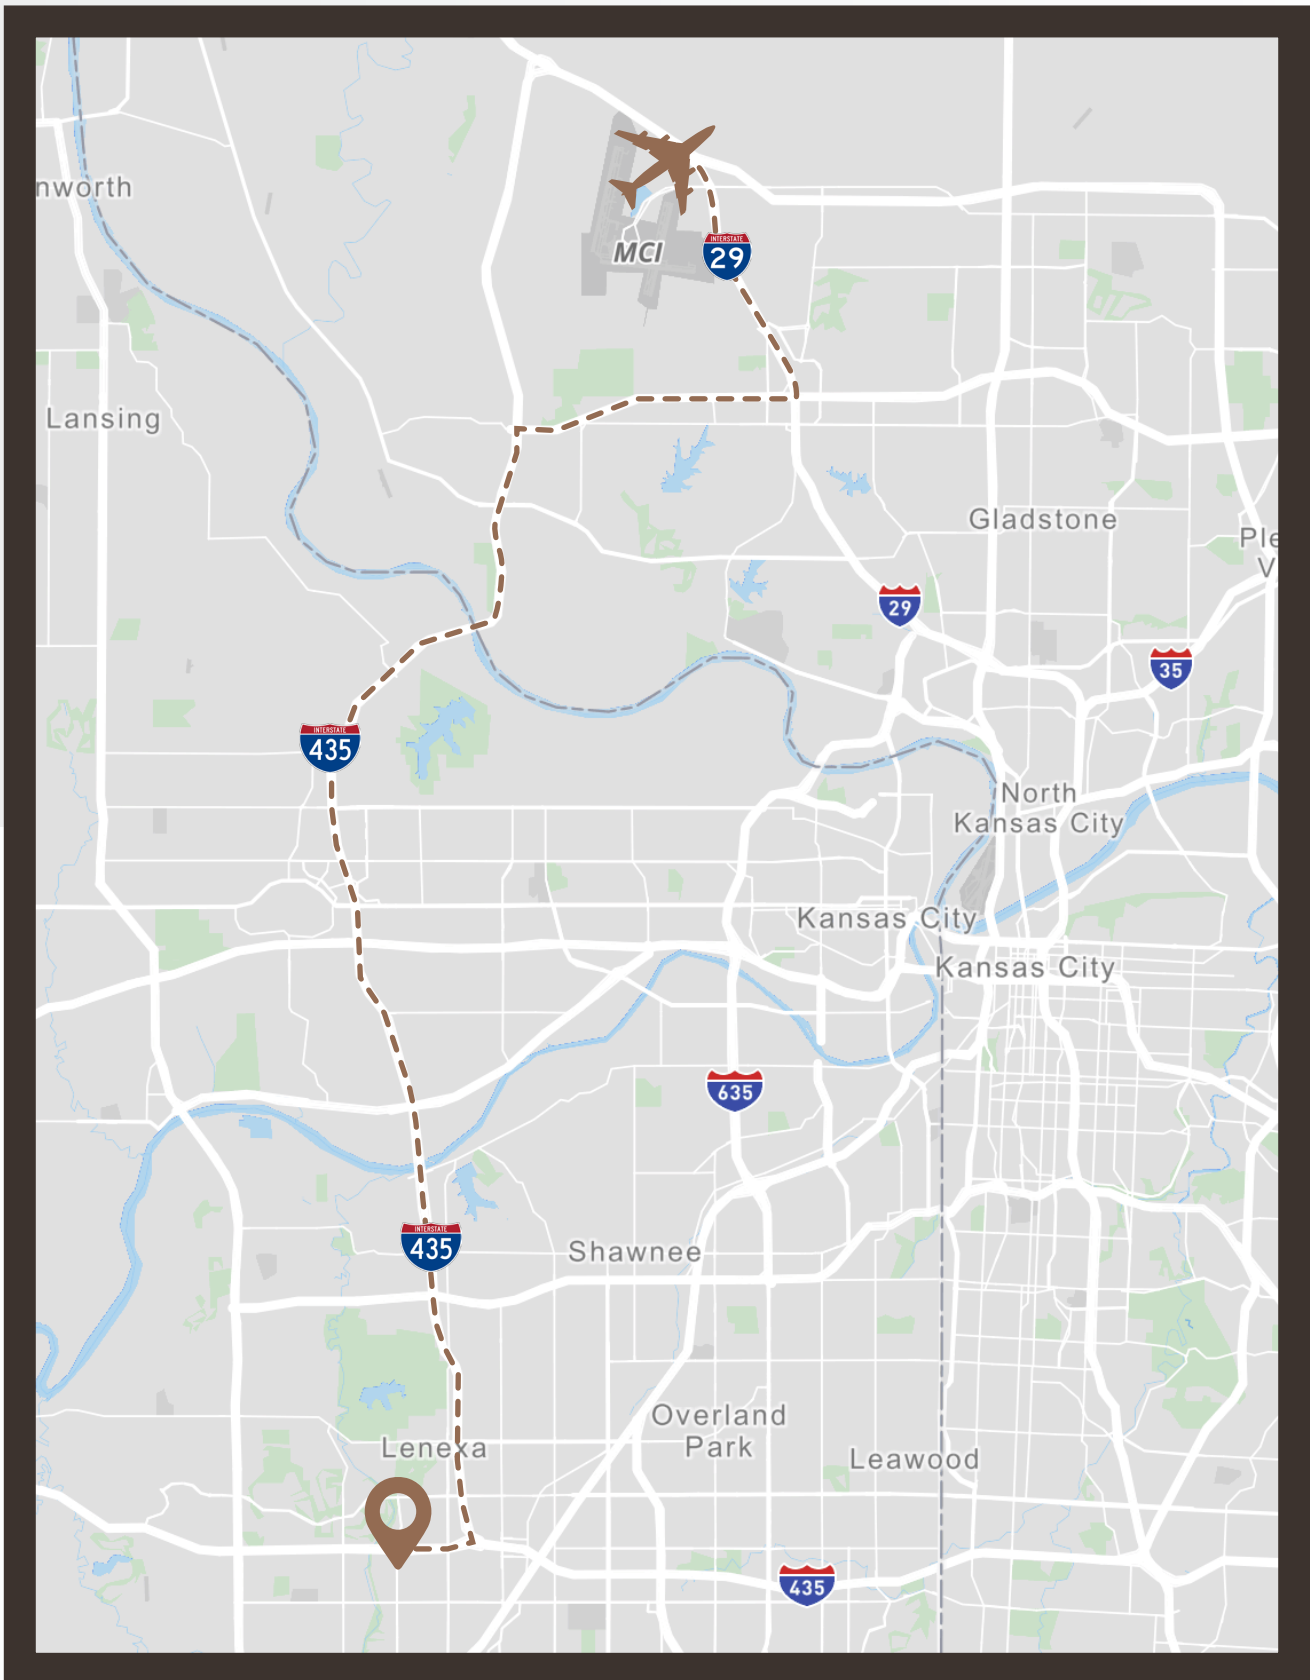 nworth
MCI
INTERSTATE
29
Lansing
Gladstone
Ple
V
29
35
INTERSTATE
435
North
Kansas City
Kansas City
Kansas City
635
INTERSTATE
435
Shawnee
Overland
Park
Lenexa
Leawood
435